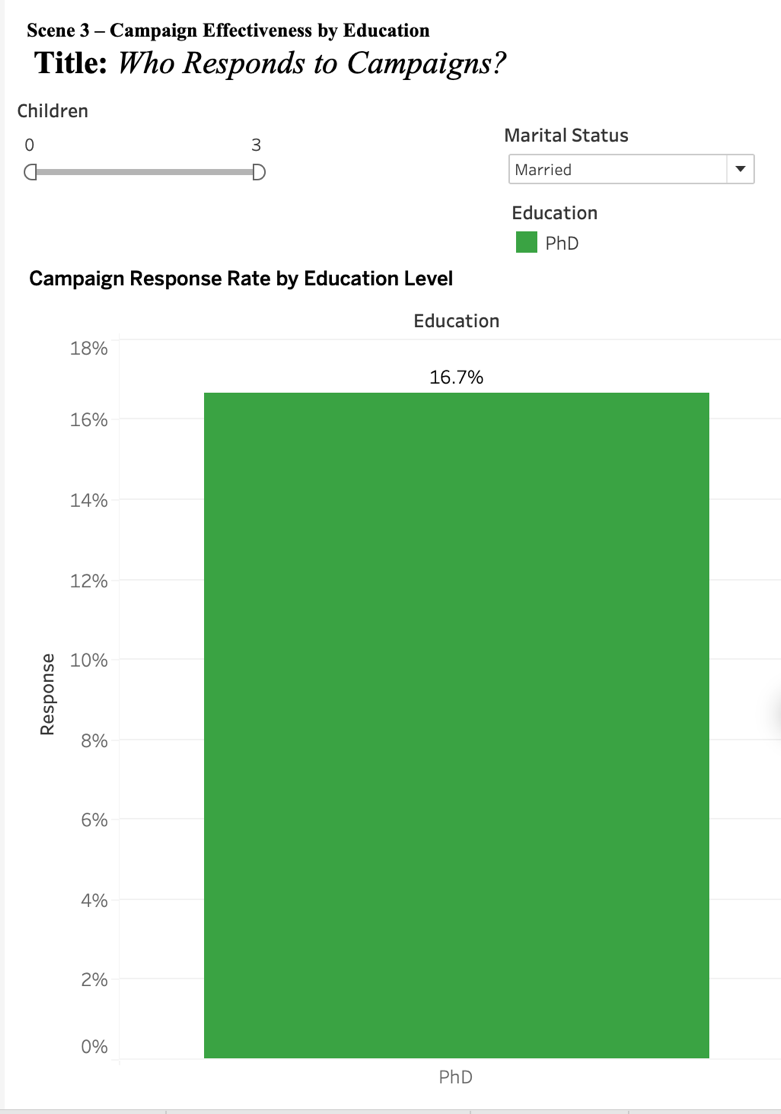 Scene 3 – Campaign Effectiveness by Education
Title: Who Responds to Campaigns?
Children
0 3
Marital Status
Married
Education
PhD
Campaign Response Rate by Education Level
Education
18%
16.7%
16%
14%
12%
10%
Response
8%
6%
4%
2%
0%
PhD